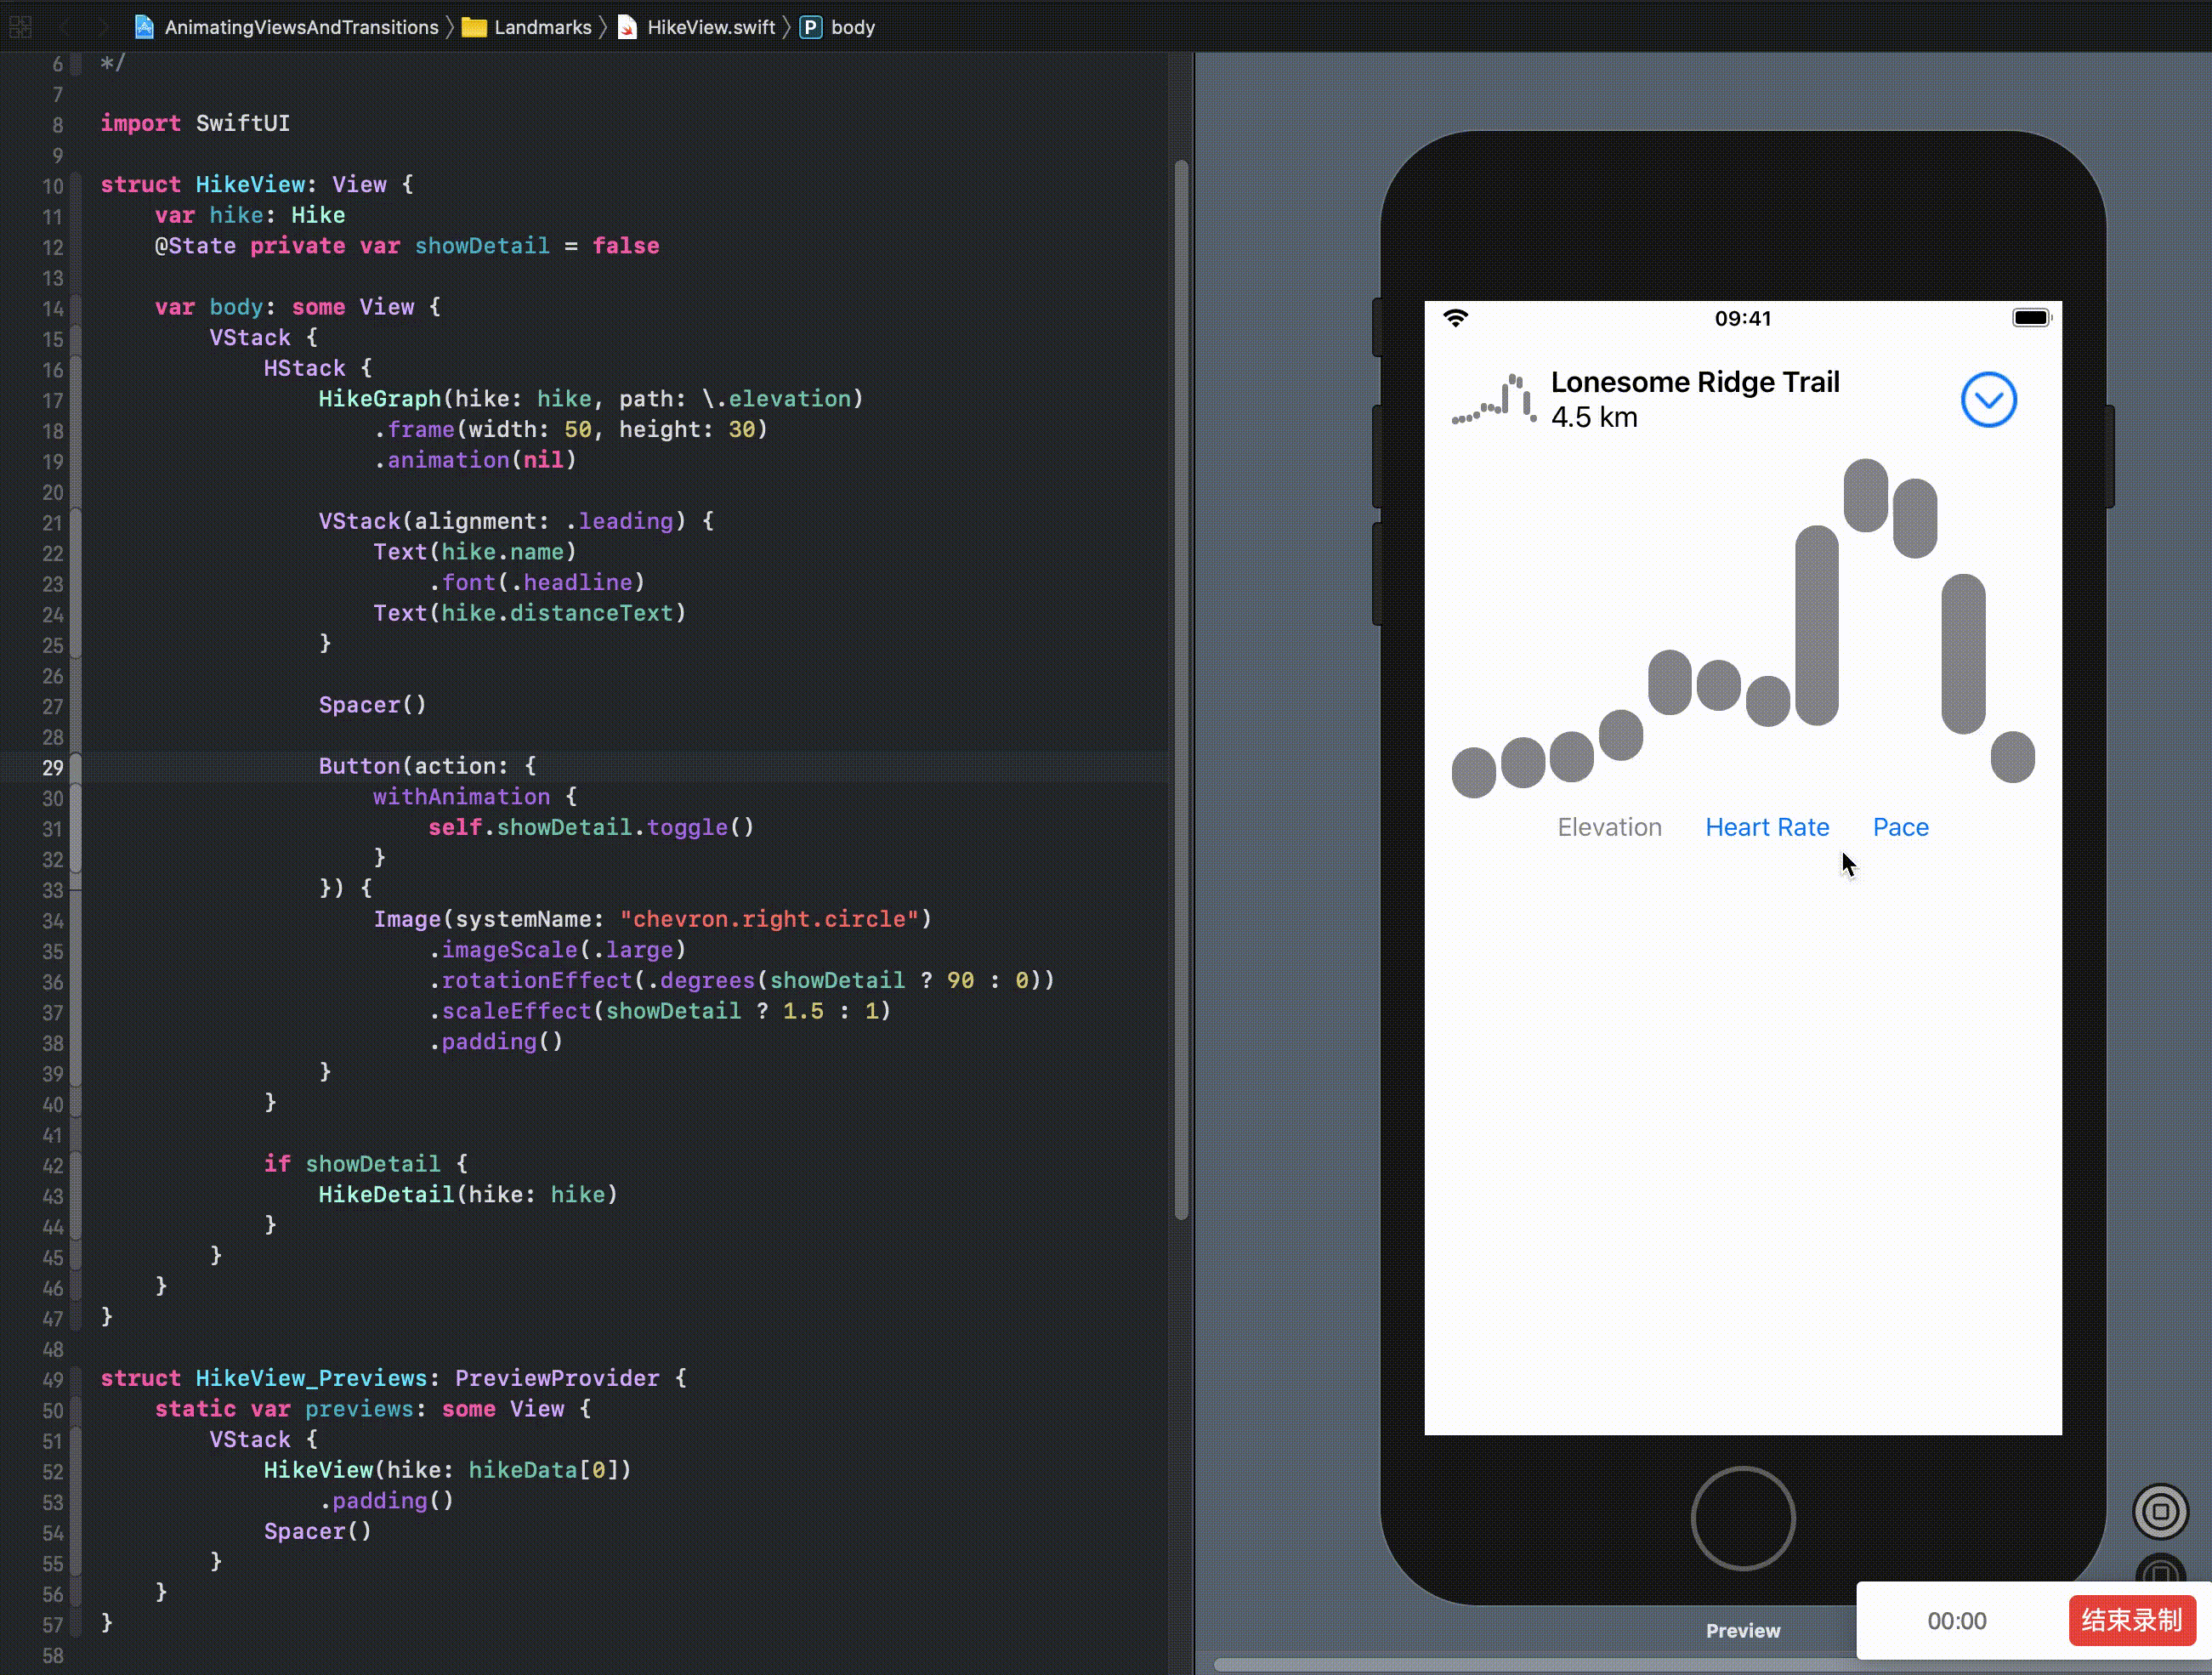 AnimatingViewsAndTransitions Landmarks HikeView.swift P body
6 */
7
8 import SwiftUI
9
10 struct HikeView: View {
11     var hike: Hike
12     @State private var showDetail = false
13
14     var body: some View {
15         VStack {
16             HStack {
17                 HikeGraph(hike: hike, path: \.elevation)
18                     .frame(width: 50, height: 30)
19                     .animation(nil)
20
21                 VStack(alignment: .leading) {
22                     Text(hike.name)
23                         .font(.headline)
24                     Text(hike.distanceText)
25                 }
26
27                 Spacer()
28
29                 Button(action: {
30                     withAnimation {
31                         self.showDetail.toggle()
32                     }
33                 }) {
34                     Image(systemName: "chevron.right.circle")
35                         .imageScale(.large)
36                         .rotationEffect(.degrees(showDetail ? 90 : 0))
37                         .scaleEffect(showDetail ? 1.5 : 1)
38                         .padding()
39                 }
40             }
41
42             if showDetail {
43                 HikeDetail(hike: hike)
44             }
45         }
46     }
47 }
48
49 struct HikeView_Previews: PreviewProvider {
50     static var previews: some View {
51         VStack {
52             HikeView(hike: hikeData[0])
53                 .padding()
54             Spacer()
55         }
56     }
57 }
58
09:41
Lonesome Ridge Trail
4.5 km
Elevation Heart Rate Pace
Preview
00:00 结束录制